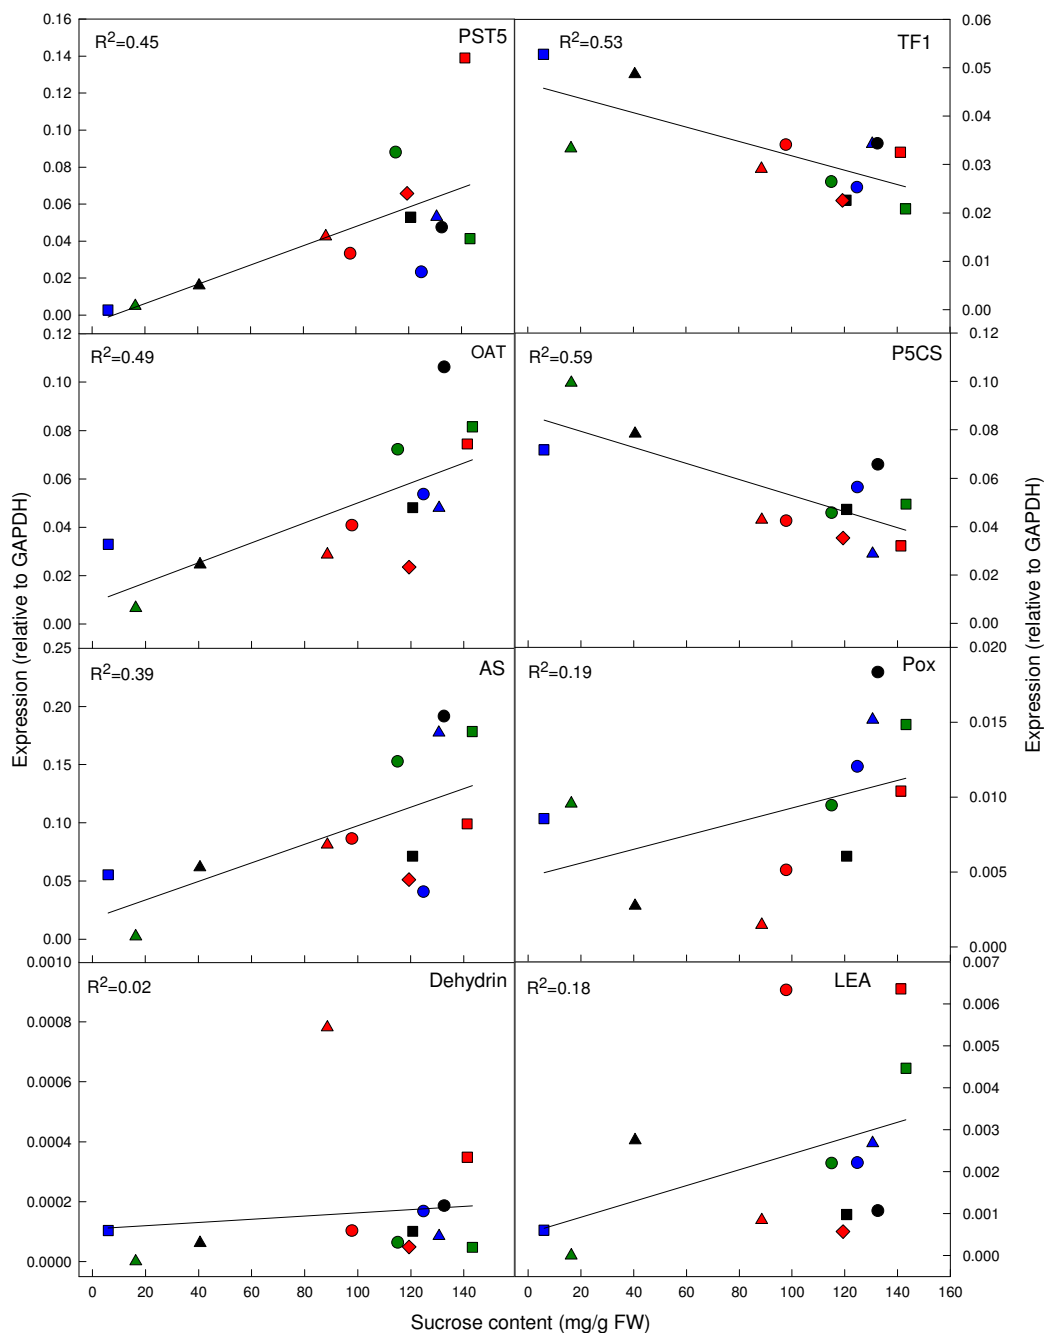 0.16
0.14
0.12
0.10
0.08
0.06
0.04
0.02
0.00
R²=0.45
PST5
R²=0.53
TF1
0.06
0.05
0.04
0.03
0.02
0.01
0.00
0.12
0.10
0.08
0.06
0.04
0.02
0.00
R²=0.49
OAT
R²=0.59
P5CS
0.12
0.10
0.08
0.06
0.04
0.02
0.00
Expression (relative to GAPDH)
Expression (relative to GAPDH)
0.25
0.20
0.15
0.10
0.05
0.00
R²=0.39
AS
R²=0.19
Pox
0.020
0.015
0.010
0.005
0.000
0.0010
0.0008
0.0006
0.0004
0.0002
0.0000
R²=0.02
Dehydrin
R²=0.18
LEA
0.007
0.006
0.005
0.004
0.003
0.002
0.001
0.000
0 20 40 60 80 100 120 140
0 20 40 60 80 100 120 140 160
Sucrose content (mg/g FW)